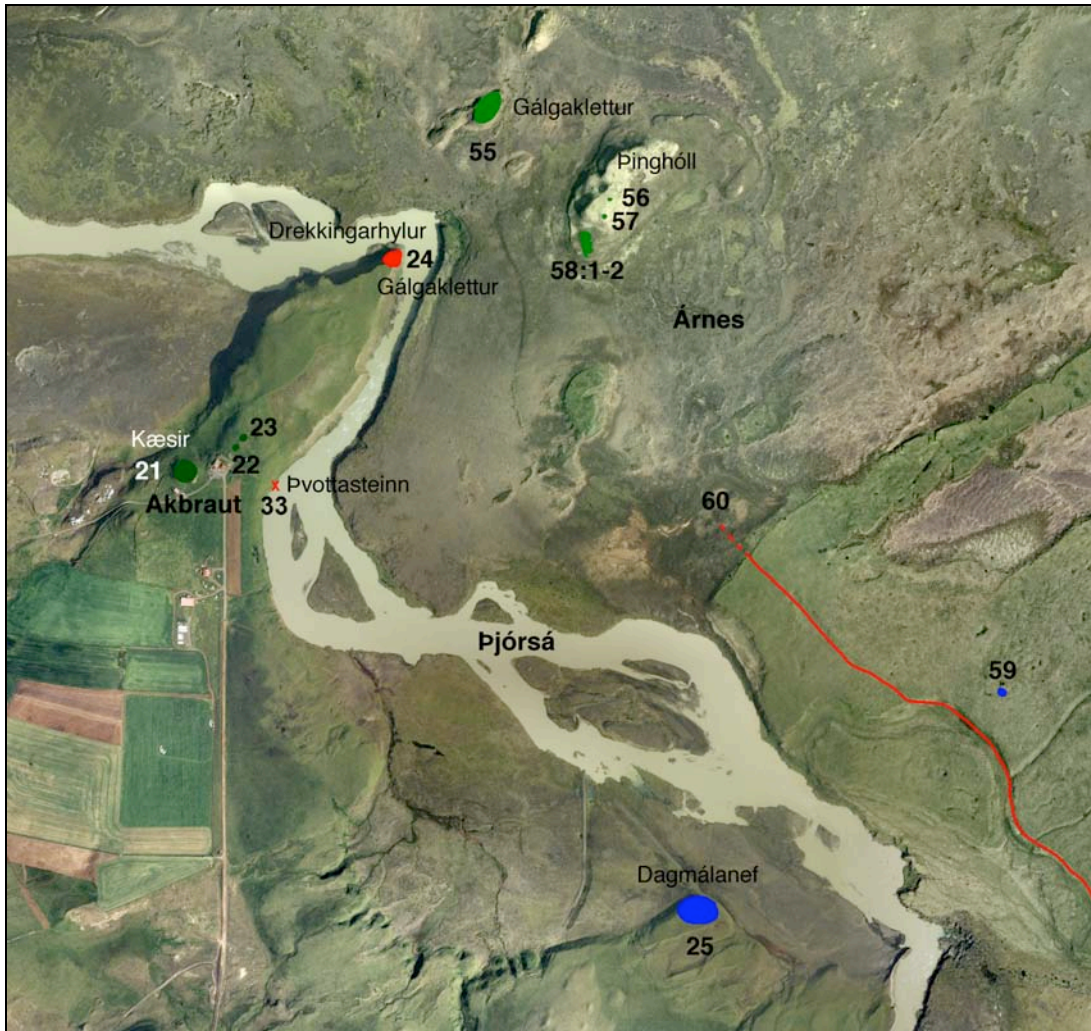 Gálgaklettur
55
Þinghóll
56
57
58:1-2
Drekkingarhylur
24
Gálgaklettur
Árnes
23
Kæsir
21
22
Akbraut
Þvottasteinn
33
60
Þjórsá
59
Dagmálanef
25